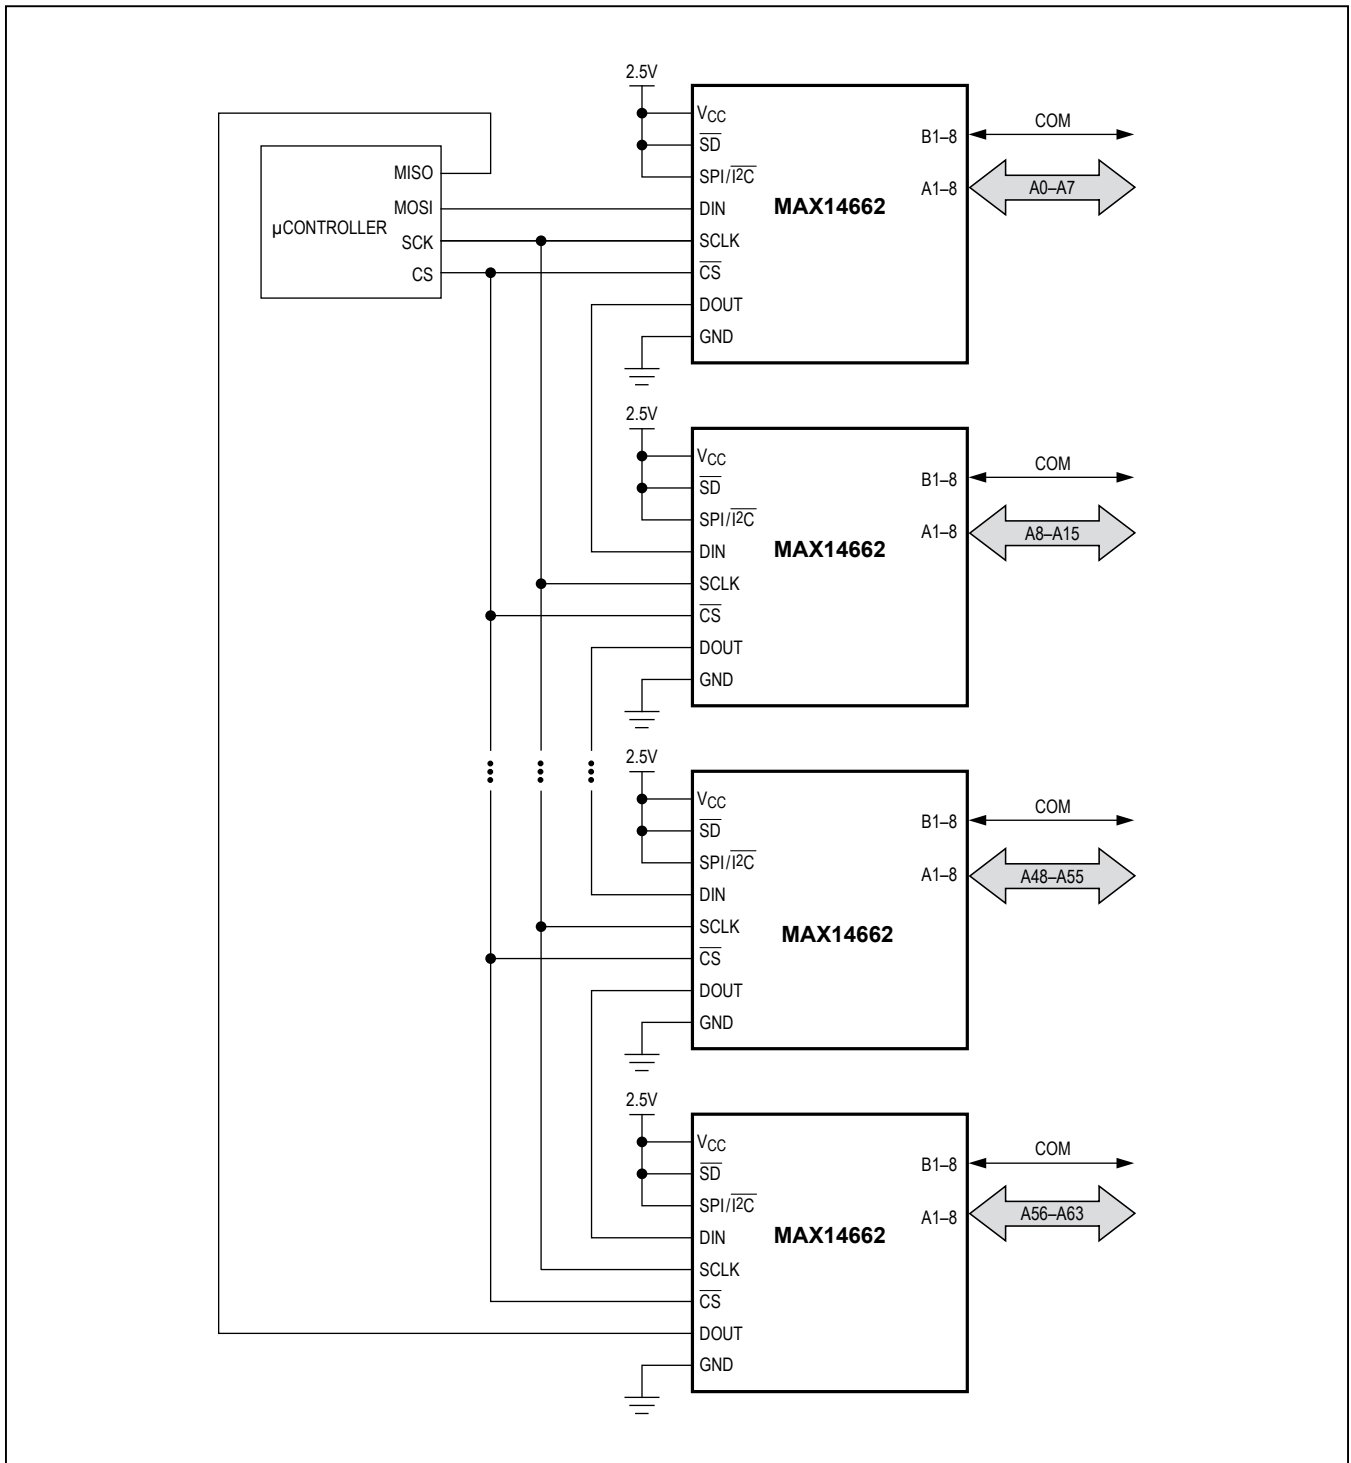 MISO
MOSI
µCONTROLLER
SCK
CS
2.5V
VCC
SD
SPI/I2C
DIN
SCLK
CS
DOUT
GND
MAX14662
B1–8
A1–8
COM
A0–A7
2.5V
VCC
SD
SPI/I2C
DIN
SCLK
CS
DOUT
GND
MAX14662
B1–8
A1–8
COM
A8–A15
2.5V
VCC
SD
SPI/I2C
DIN
SCLK
CS
DOUT
GND
MAX14662
B1–8
A1–8
COM
A48–A55
2.5V
VCC
SD
SPI/I2C
DIN
SCLK
CS
DOUT
GND
MAX14662
B1–8
A1–8
COM
A56–A63